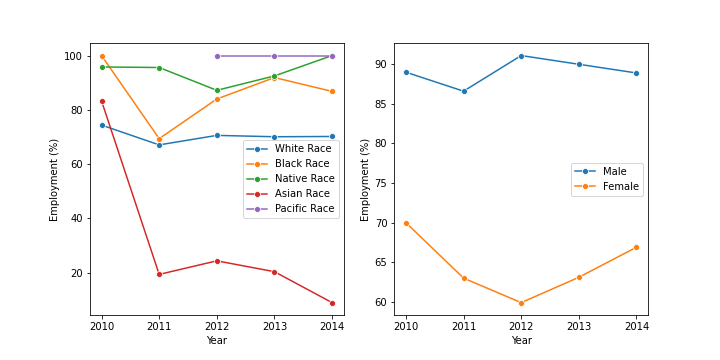 100
80
60
40
20
Employment (%)
2010 2011 2012 2013 2014
Year
White Race
Black Race
Native Race
Asian Race
Pacific Race
90
85
80
75
70
65
60
Employment (%)
2010 2011 2012 2013 2014
Year
Male
Female